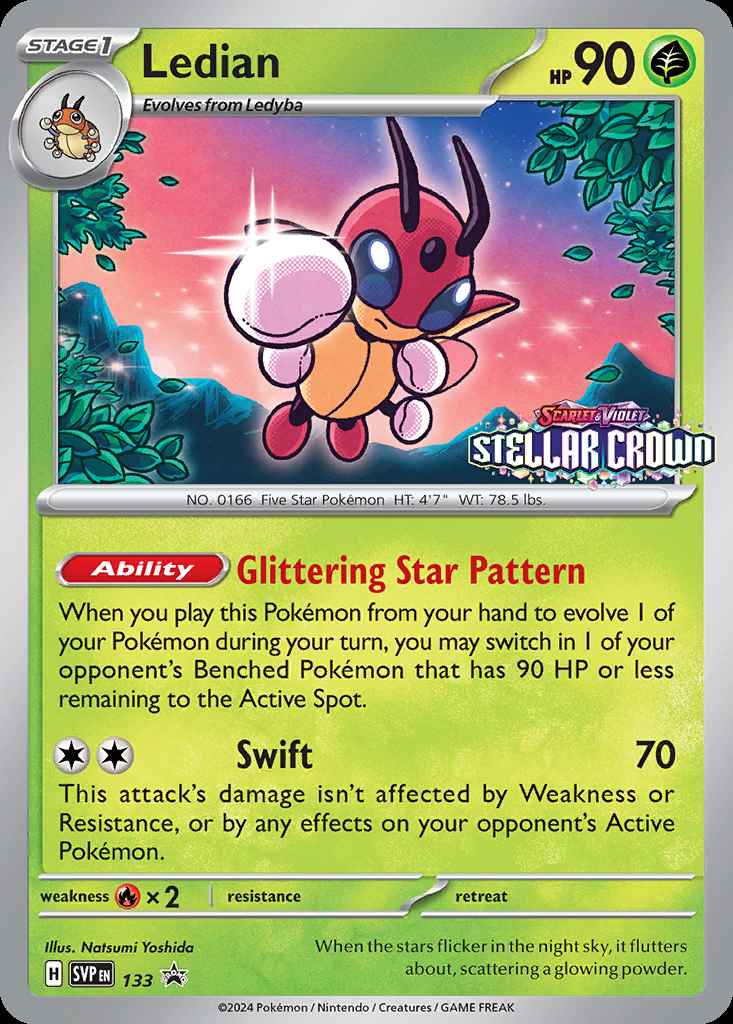 STAGE 1
Ledian
HP 90
Evolves from Ledyba
SCARLET & VIOLET
STELLAR CROWN
NO. 0166 Five Star Pokémon HT: 4'7" WT: 78.5 lbs.
Ability Glittering Star Pattern
When you play this Pokémon from your hand to evolve 1 of
your Pokémon during your turn, you may switch in 1 of your
opponent's Benched Pokémon that has 90 HP or less
remaining to the Active Spot.
Swift 70
This attack's damage isn't affected by Weakness or
Resistance, or by any effects on your opponent's Active
Pokémon.
weakness ×2 resistance retreat
Illus. Natsumi Yoshida
H SVP EN 133
When the stars flicker in the night sky, it flutters
about, scattering a glowing powder.
©2024 Pokémon / Nintendo / Creatures / GAME FREAK